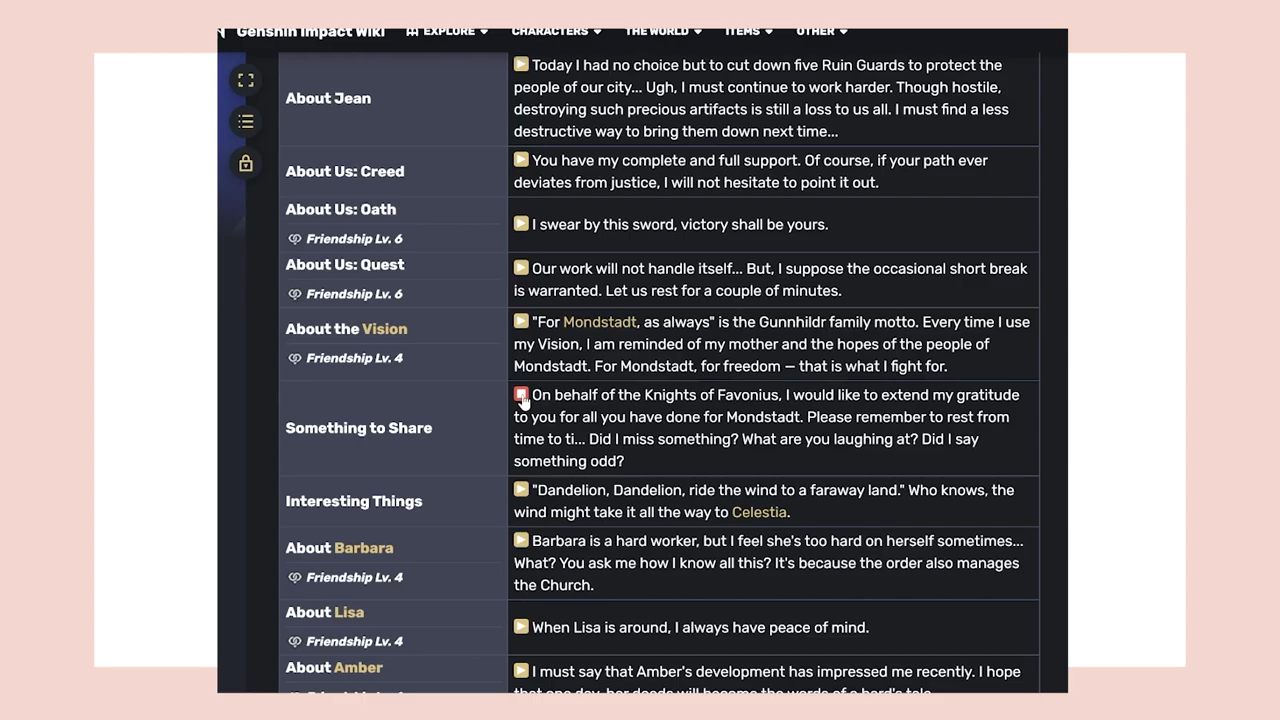 Genshin Impact Wiki EXPLORE CHARACTERS THE WORLD ITEMS OTHER
About Jean
Today I had no choice but to cut down five Ruin Guards to protect the
people of our city... Ugh, I must continue to work harder. Though hostile,
destroying such precious artifacts is still a loss to us all. I must find a less
destructive way to bring them down next time...
About Us: Creed
You have my complete and full support. Of course, if your path ever
deviates from justice, I will not hesitate to point it out.
About Us: Oath
Friendship Lv. 6
I swear by this sword, victory shall be yours.
About Us: Quest
Friendship Lv. 6
Our work will not handle itself... But, I suppose the occasional short break
is warranted. Let us rest for a couple of minutes.
About the Vision
Friendship Lv. 4
"For Mondstadt, as always" is the Gunnhildr family motto. Every time I use
my Vision, I am reminded of my mother and the hopes of the people of
Mondstadt. For Mondstadt, for freedom — that is what I fight for.
Something to Share
On behalf of the Knights of Favonius, I would like to extend my gratitude
to you for all you have done for Mondstadt. Please remember to rest from
time to ti... Did I miss something? What are you laughing at? Did I say
something odd?
Interesting Things
"Dandelion, Dandelion, ride the wind to a faraway land." Who knows, the
wind might take it all the way to Celestia.
About Barbara
Friendship Lv. 4
Barbara is a hard worker, but I feel she's too hard on herself sometimes...
What? You ask me how I know all this? It's because the order also manages
the Church.
About Lisa
Friendship Lv. 4
When Lisa is around, I always have peace of mind.
About Amber
I must say that Amber's development has impressed me recently. I hope
that one day, her deeds will become the words of a bard's tale.